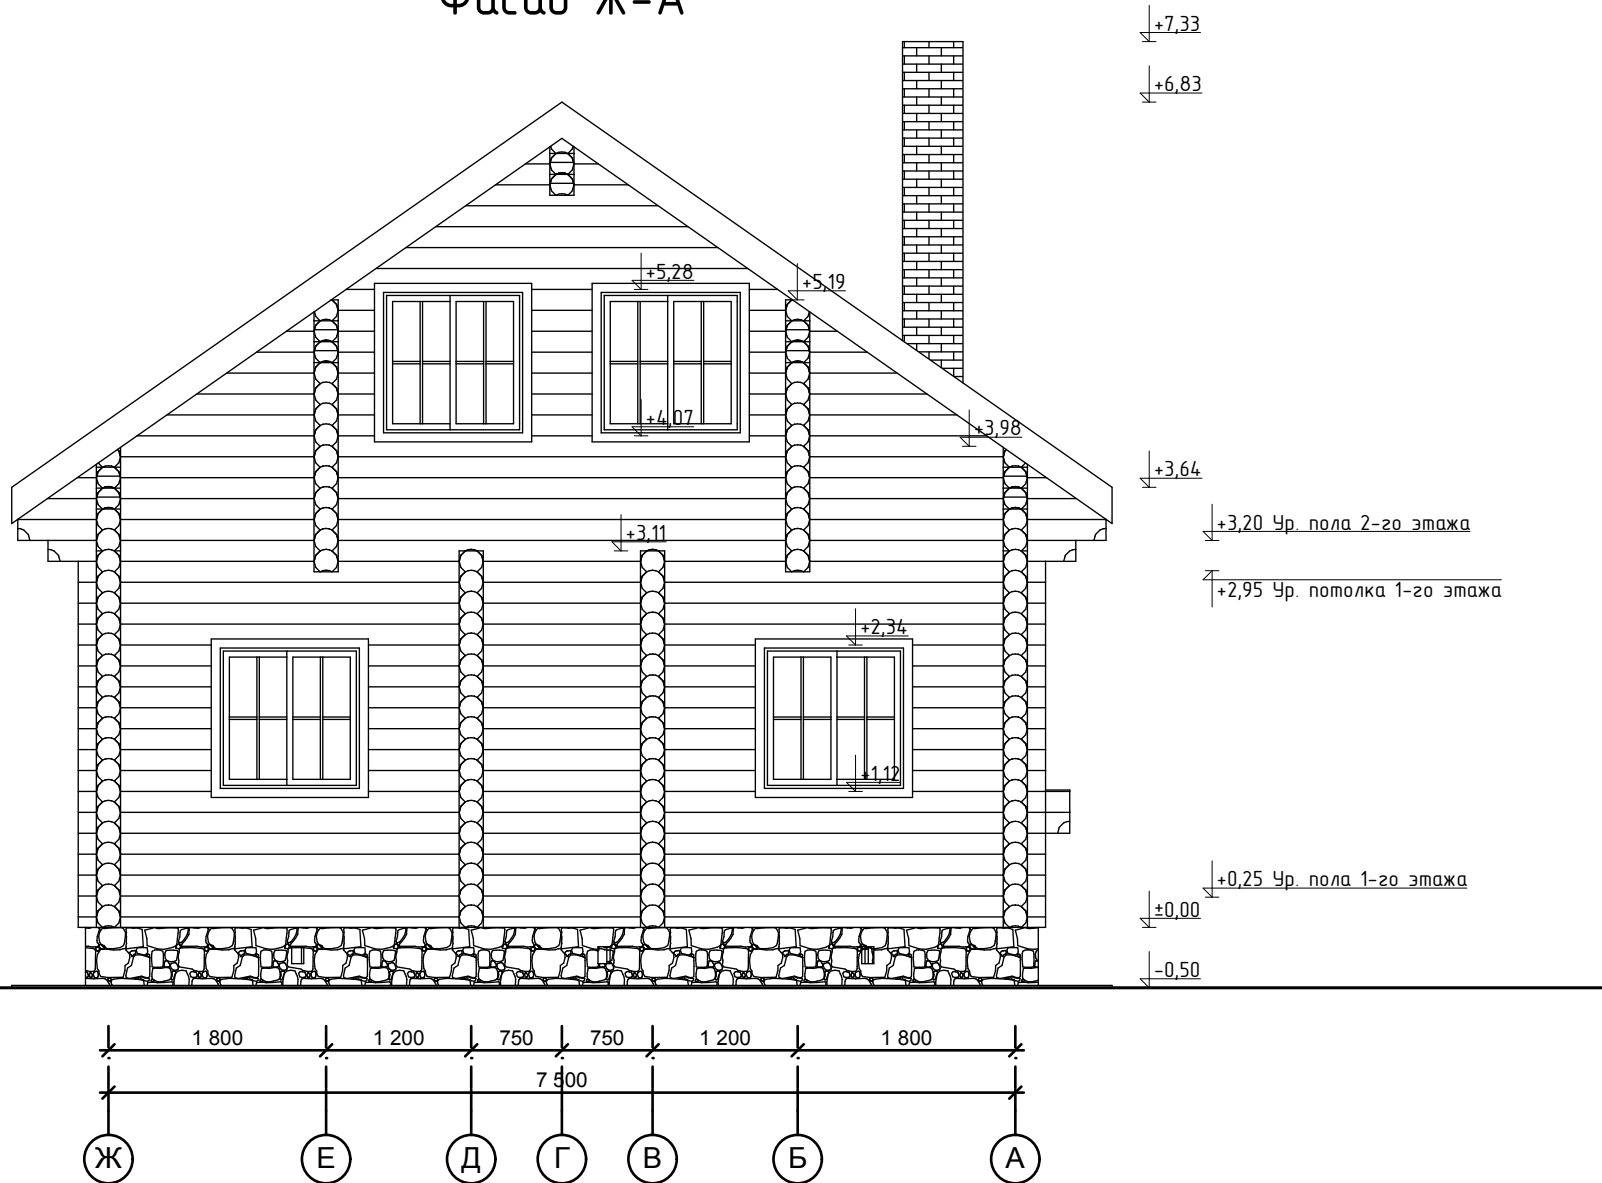 Фасад Ж-А
+7,33
+6,83
+5,28
+5,19
+4,07
+3,98
+3,64
+3,20 Ур. пола 2-го этажа
+3,11
+2,95 Ур. потолка 1-го этажа
+2,34
+1,12
+0,25 Ур. пола 1-го этажа
±0,00
-0,50
1 800 1 200 750 750 1 200 1 800
7 500
Ж Е Д Г В Б А